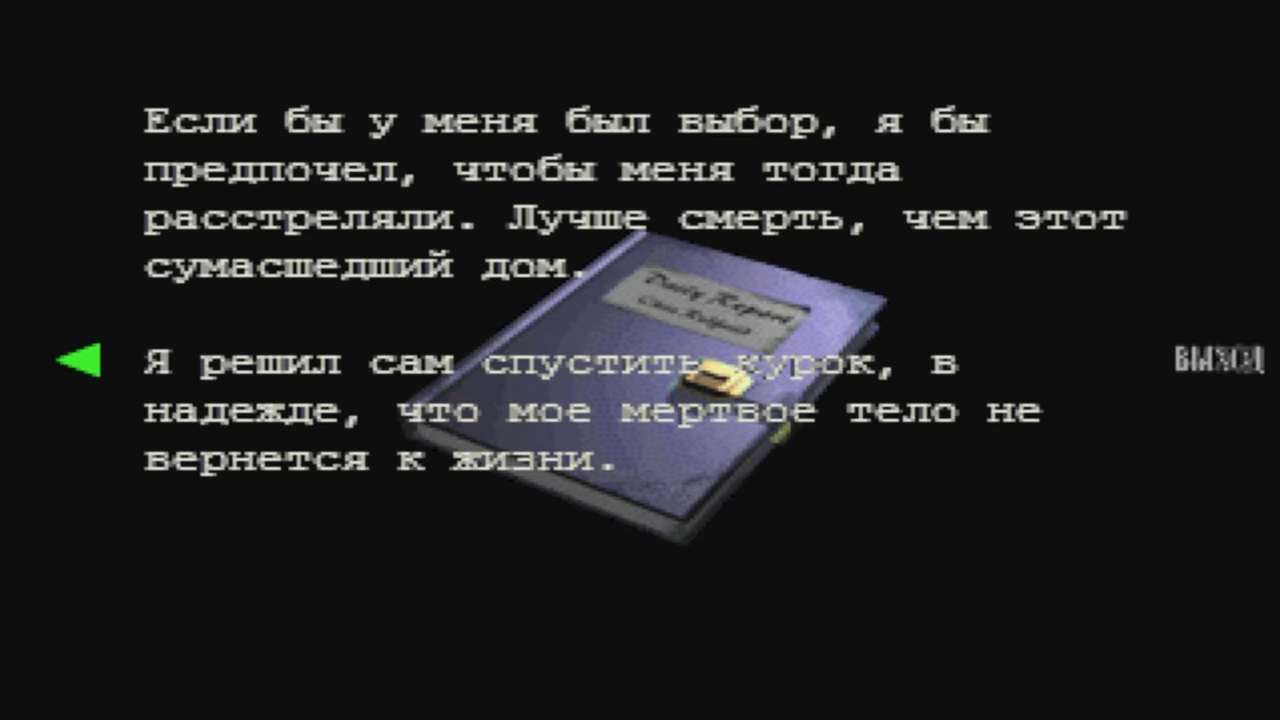 Если бы у меня был выбор, я бы
предпочел, чтобы меня тогда
расстреляли. Лучше смерть, чем этот
сумасшедший дом.
Daily Report
Я решил сам спустить курок, в
ВЫХОД
надежде, что мое мертвое тело не
вернется к жизни.